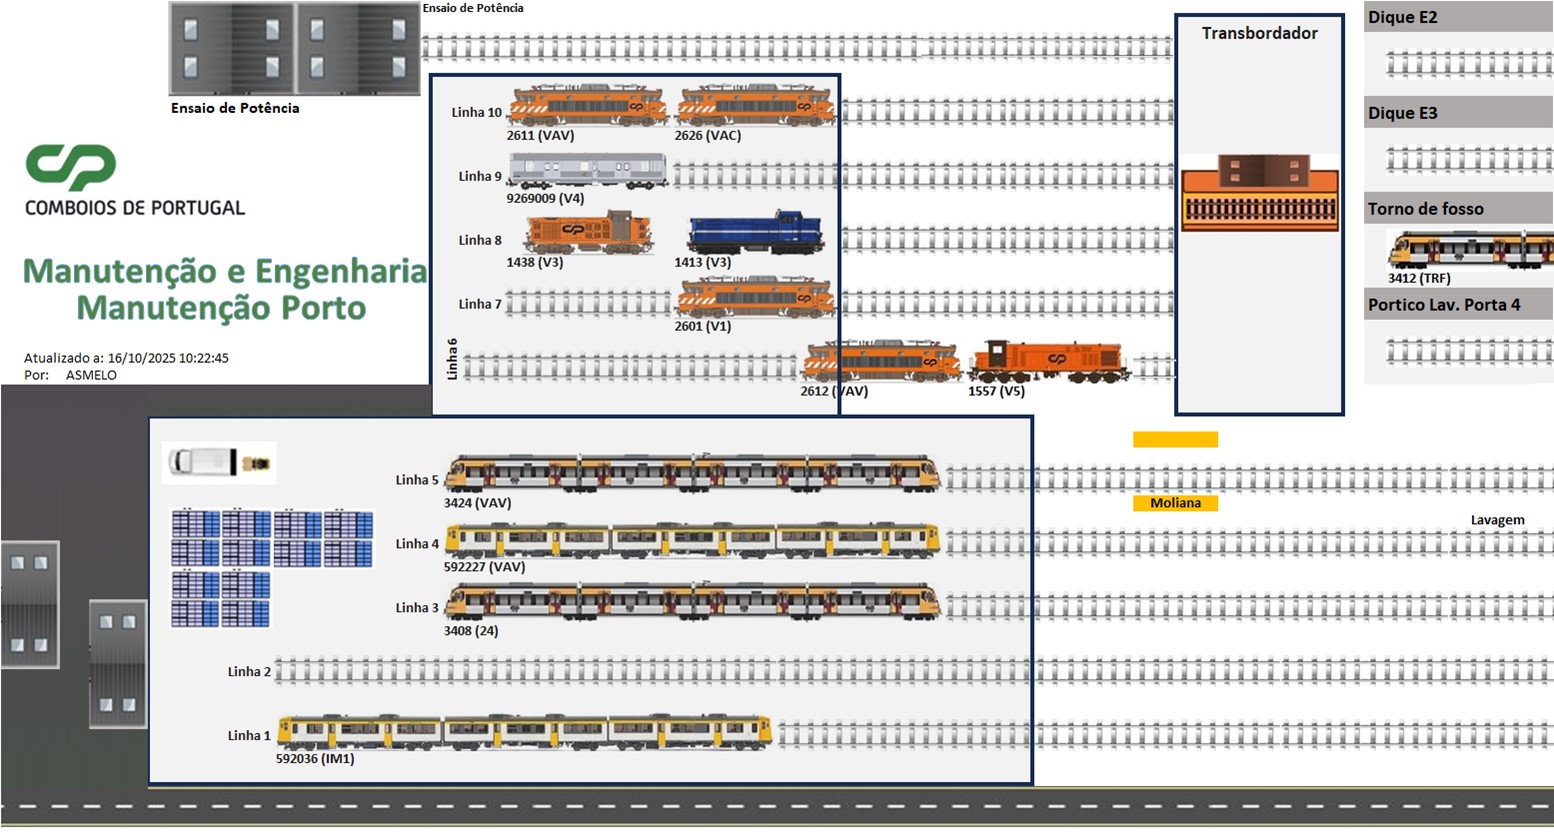 Ensaio de Potência
Ensaio de Potência
COMBOIOS DE PORTUGAL
Manutenção e Engenharia
Manutenção Porto
Atualizado a: 16/10/2025 10:22:45
Por: ASMELO
Linha 10
2611 (VAV)
2626 (VAC)
Linha 9
9269009 (V4)
Linha 8
1438 (V3)
1413 (V3)
Linha 7
2601 (V1)
Linha 6
2612 (VAV)
1557 (V5)
Transbordador
Dique E2
Dique E3
Torno de fosso
3412 (TRF)
Portico Lav. Porta 4
Linha 5
3424 (VAV)
Moliana
Lavagem
Linha 4
592227 (VAV)
Linha 3
3408 (24)
Linha 2
Linha 1
592036 (IM1)